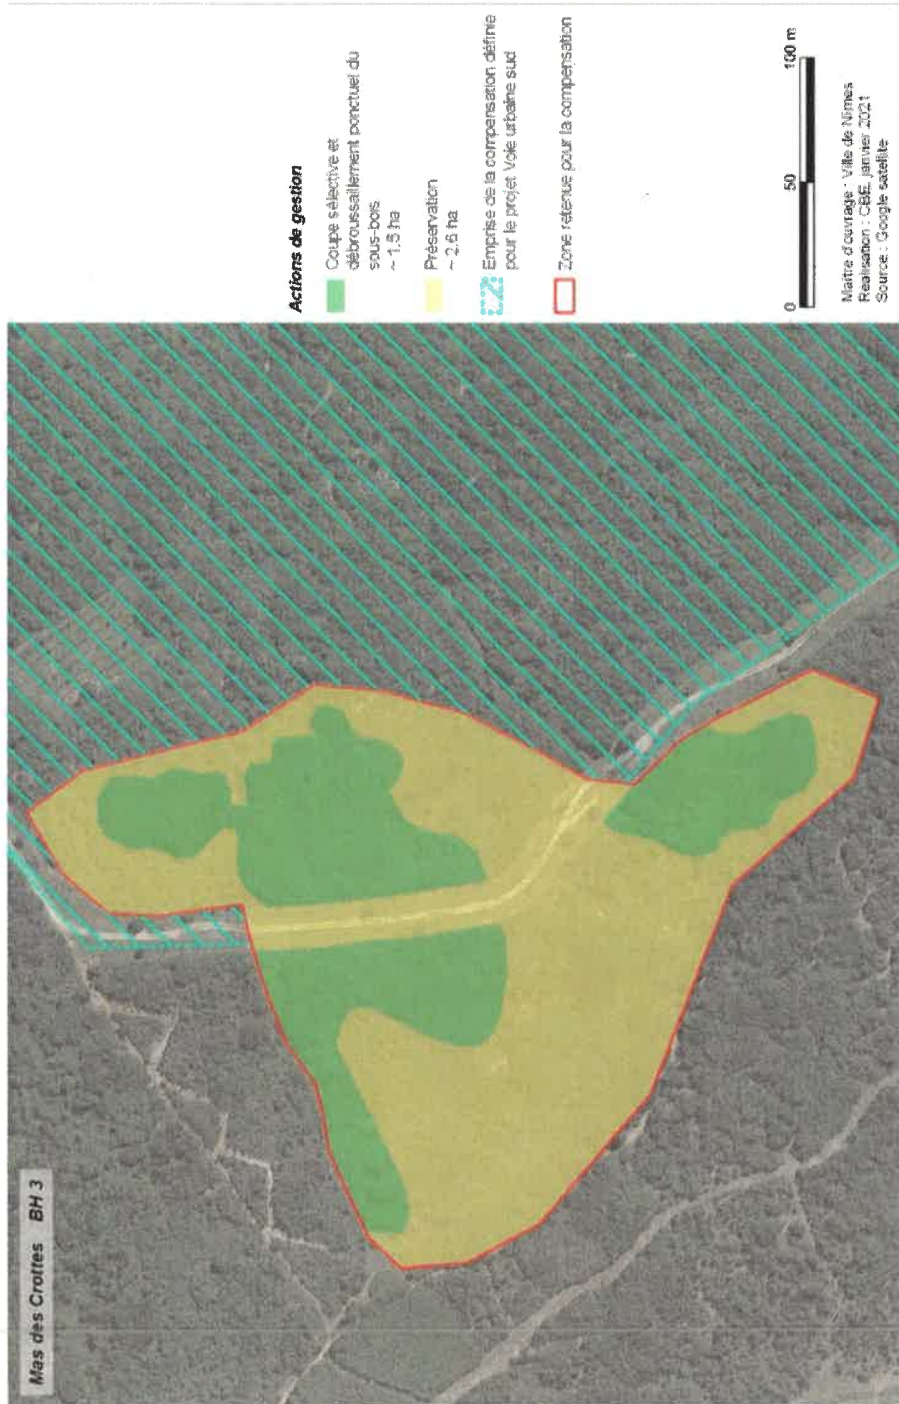 Mas des Crottes BH 3
Actions de gestion
Coupe sélective et
débroussaillement ponctuel du
sous-bois
~ 1.5 ha
Préservation
~ 2.6 ha
Emprise de la compensation définie
pour le projet Voie urbaine sud
Zone retenue pour la compensation
0 50 100 m
Maître d'ouvrage : Ville de Nîmes
Réalisation : CBE, janvier 2021
Source : Google satellite